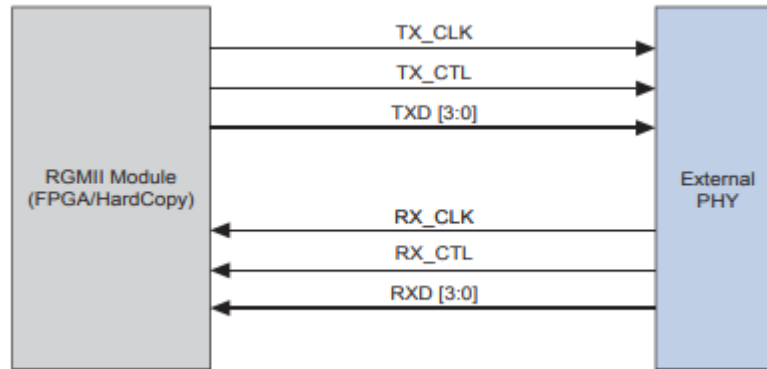 TX_CLK
TX_CTL
TXD [3:0]
RGMII Module
(FPGA/HardCopy)
External
PHY
RX_CLK
RX_CTL
RXD [3:0]